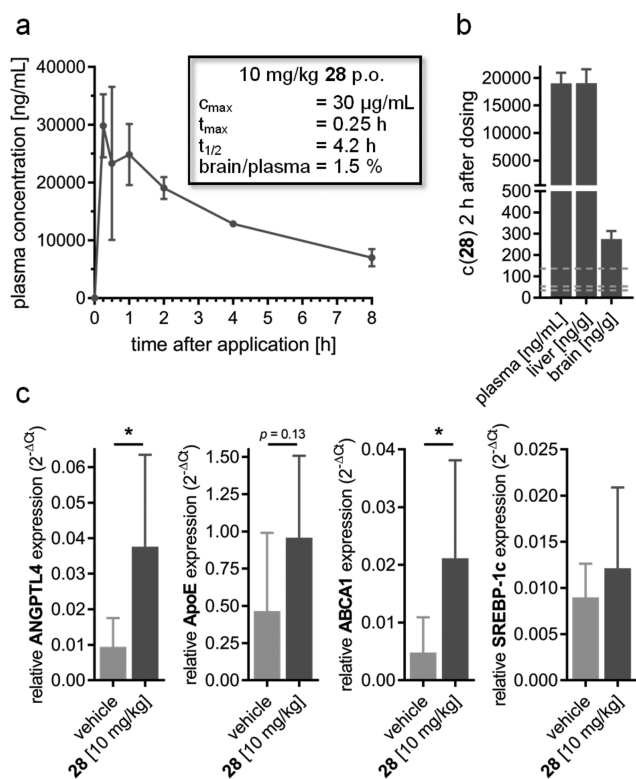 a
plasma concentration [ng/mL]
40000
30000
20000
10000
0
0 1 2 3 4 5 6 7 8
time after application [h]
10 mg/kg 28 p.o.
cmax = 30 µg/mL
tmax = 0.25 h
t1/2 = 4.2 h
brain/plasma = 1.5 %
b
c(28) 2 h after dosing
20000
15000
10000
5000
500
400
300
200
100
0
plasma [ng/mL]
liver [ng/g]
brain [ng/g]
c
relative ANGPTL4 expression (2-ΔCt)
0.06
0.05
0.04
0.03
0.02
0.01
0.00
*
vehicle
28 [10 mg/kg]
relative ApoE expression (2-ΔCt)
1.50
1.25
1.00
0.75
0.50
0.25
0.00
p = 0.13
vehicle
28 [10 mg/kg]
relative ABCA1 expression (2-ΔCt)
0.04
0.03
0.02
0.01
0.00
*
vehicle
28 [10 mg/kg]
relative SREBP-1c expression (2-ΔCt)
0.025
0.020
0.015
0.010
0.005
0.000
vehicle
28 [10 mg/kg]